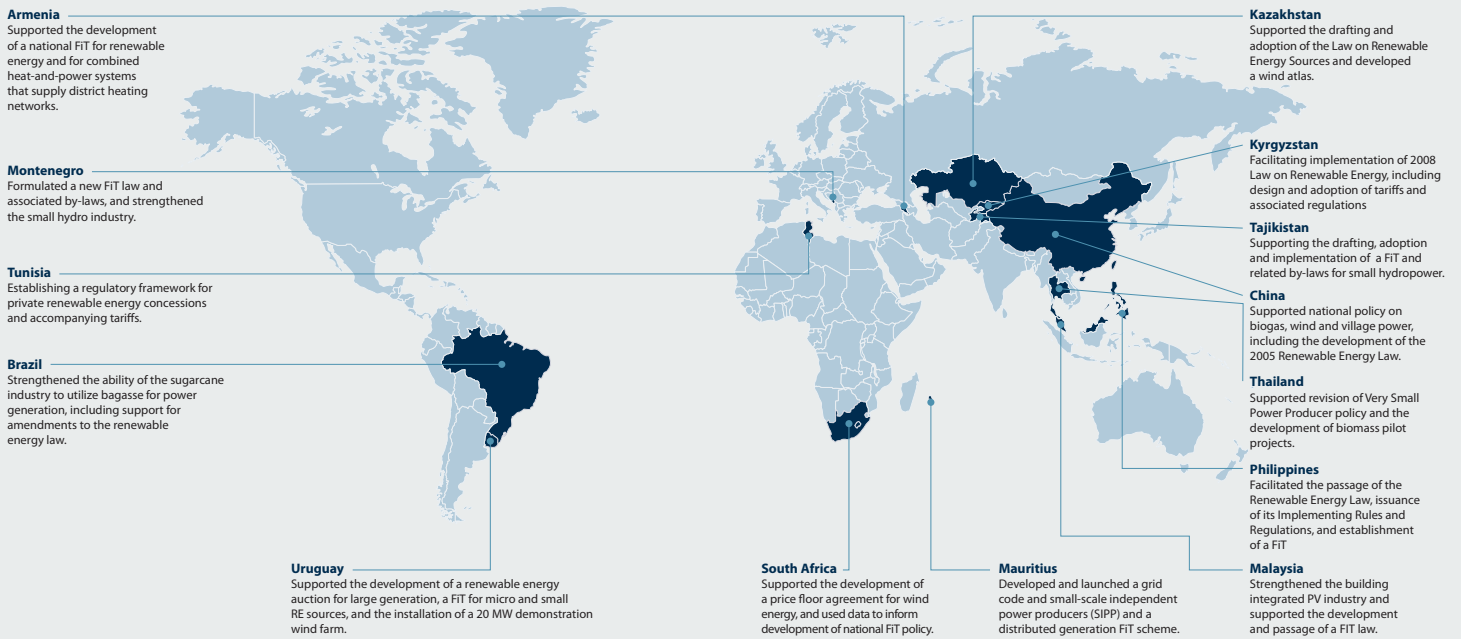 Armenia
Supported the development
of a national FiT for renewable
energy and for combined
heat-and-power systems
that supply district heating
networks.
Montenegro
Formulated a new FiT law and
associated by-laws, and strengthened
the small hydro industry.
Tunisia
Establishing a regulatory framework for
private renewable energy concessions
and accompanying tariffs.
Brazil
Strengthened the ability of the sugarcane
industry to utilize bagasse for power
generation, including support for
amendments to the renewable
energy law.
Uruguay
Supported the development of a renewable energy
auction for large generation, a FiT for micro and small
RE sources, and the installation of a 20 MW demonstration
wind farm.
South Africa
Supported the development of
a price floor agreement for wind
energy, and used data to inform
development of national FiT policy.
Mauritius
Developed and launched a grid
code and small-scale independent
power producers (SIPP) and a
distributed generation FiT scheme.
Kazakhstan
Supported the drafting and
adoption of the Law on Renewable
Energy Sources and developed
a wind atlas.
Kyrgyzstan
Facilitating implementation of 2008
Law on Renewable Energy, including
design and adoption of tariffs and
associated regulations
Tajikistan
Supporting the drafting, adoption
and implementation of a FiT and
related by-laws for small hydropower.
China
Supported national policy on
biogas, wind and village power,
including the development of the
2005 Renewable Energy Law.
Thailand
Supported revision of Very Small
Power Producer policy and the
development of biomass pilot
projects.
Philippines
Facilitated the passage of the
Renewable Energy Law, issuance
of its Implementing Rules and
Regulations, and establishment
of a FiT
Malaysia
Strengthened the building
integrated PV industry and
supported the development
and passage of a FIT law.